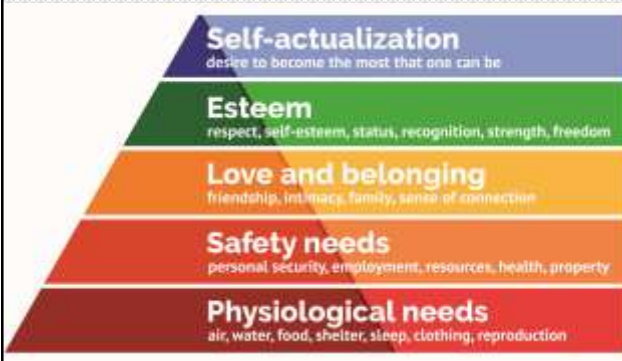 Self-actualization
desire to become the most that one can be
Esteem
respect, self-esteem, status, recognition, strength, freedom
Love and belonging
friendship, intimacy, family, sense of connection
Safety needs
personal security, employment, resources, health, property
Physiological needs
air, water, food, shelter, sleep, clothing, reproduction